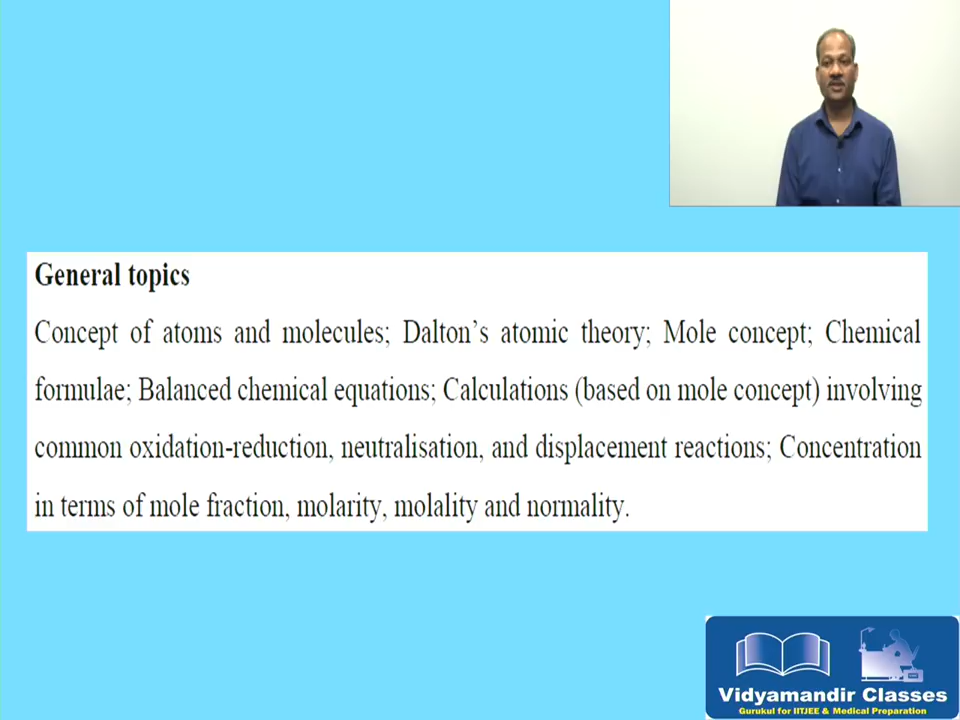 General topics
Concept of atoms and molecules; Dalton's atomic theory; Mole concept; Chemical
formulae; Balanced chemical equations; Calculations (based on mole concept) involving
common oxidation-reduction, neutralisation, and displacement reactions; Concentration
in terms of mole fraction, molarity, molality and normality.
Vidyamandir Classes
Gurukul for IITJEE & Medical Preparation